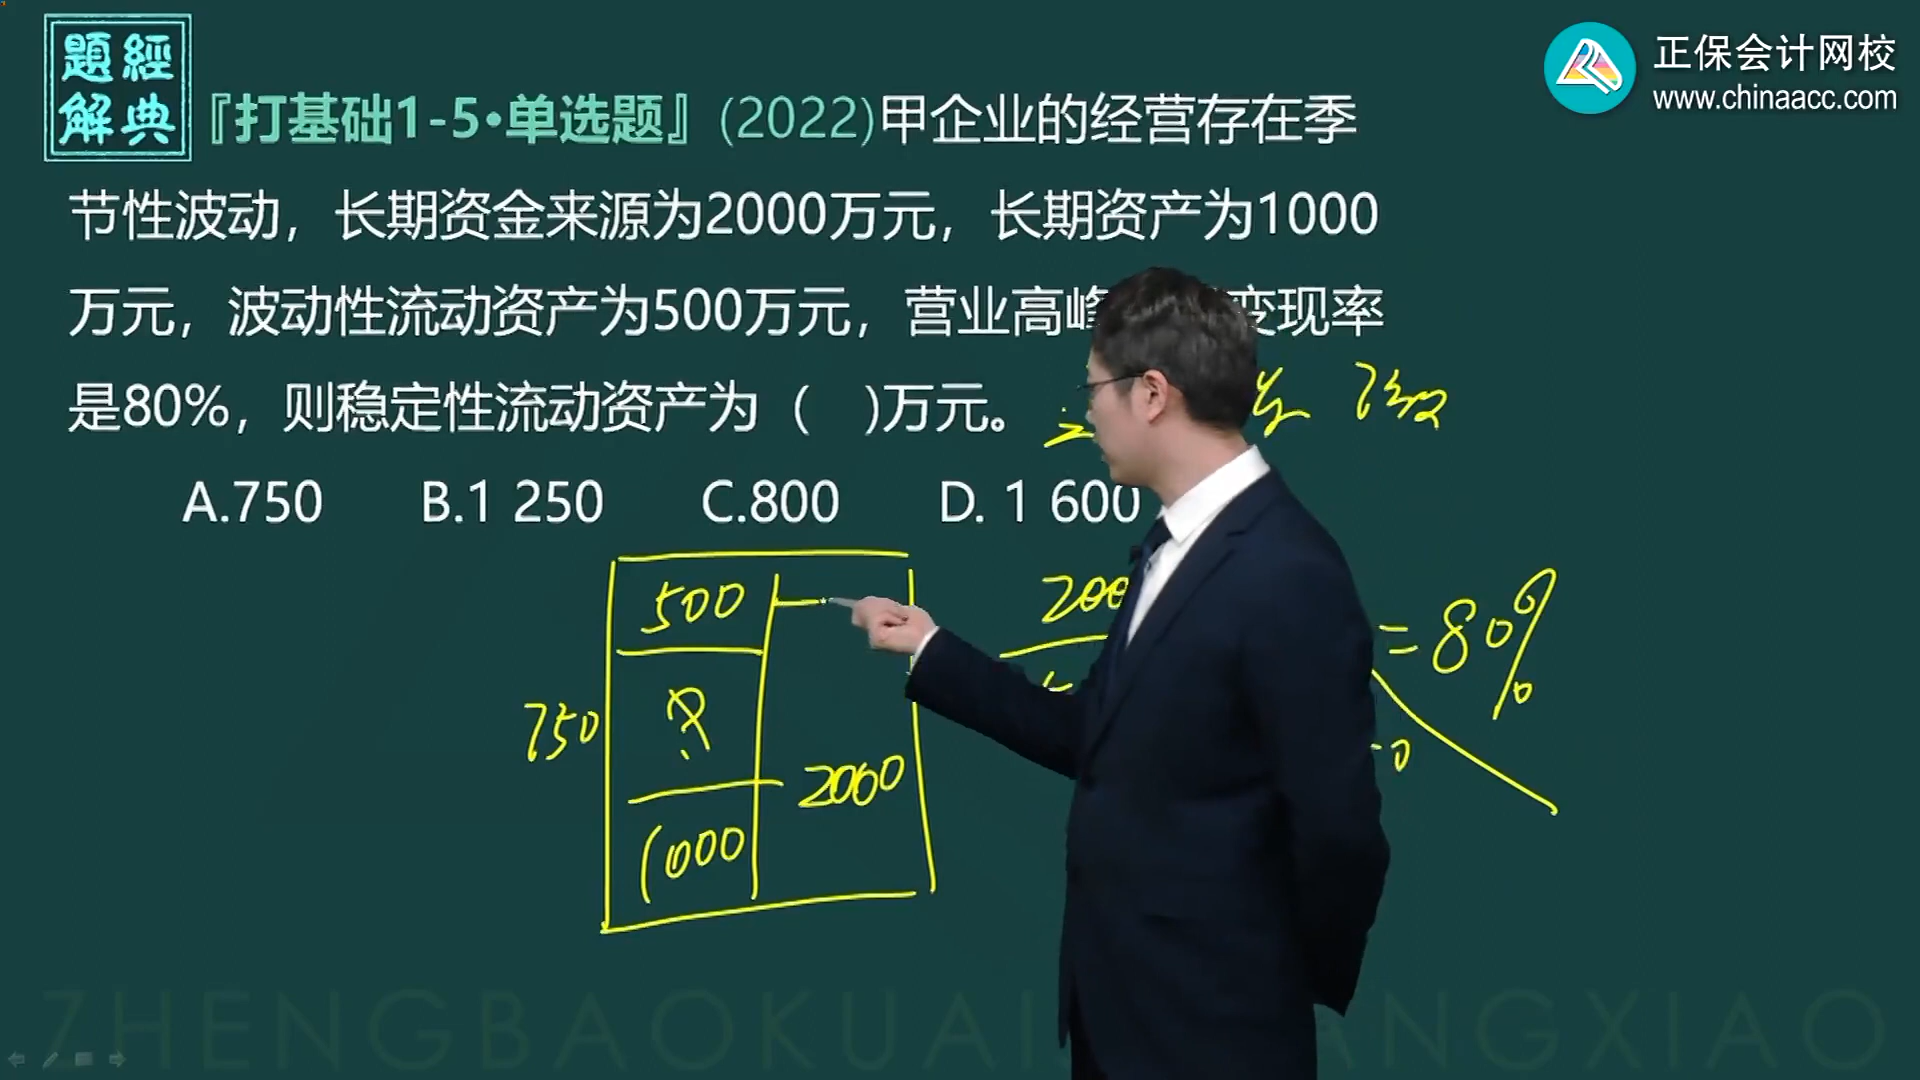 題經
解典
正保会计网校
www.chinaacc.com
『打基础1-5•单选题』(2022)甲企业的经营存在季
节性波动，长期资金来源为2000万元，长期资产为1000
万元，波动性流动资产为500万元，营业高峰 变现率
是80%，则稳定性流动资产为（ )万元。
A.750 B.1 250 C.800 D. 1 600
500
200
=80%
750
?
2000
1000
ZHENGBAOKUAI ANGXIAO